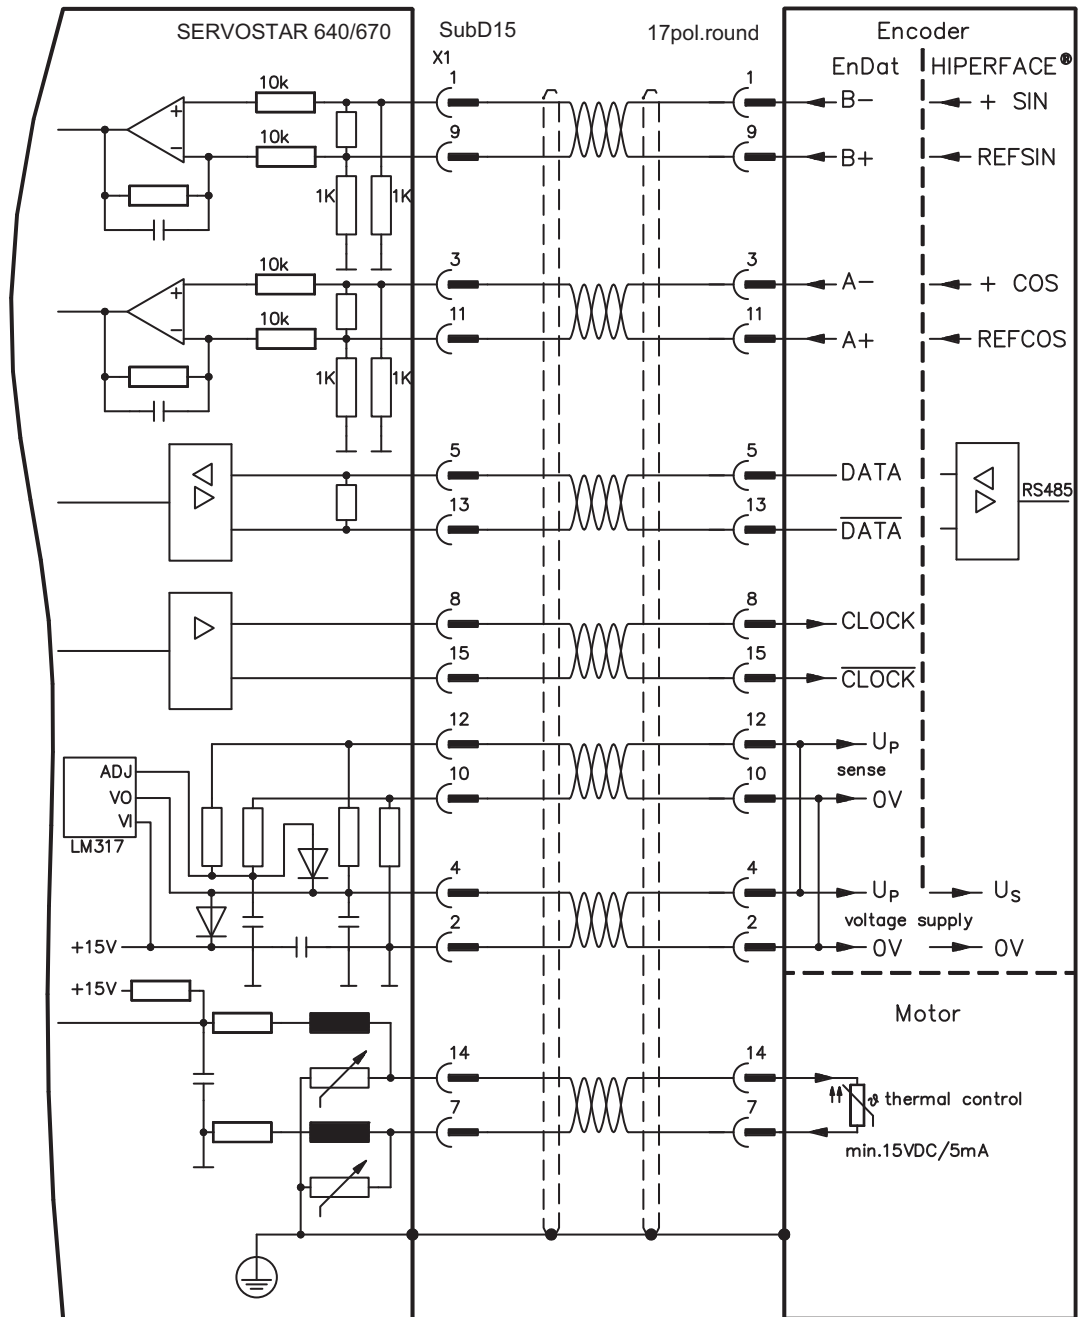 SERVOSTAR 640/670 SubD15 17pol.round Encoder
X1 EnDat HIPERFACE®
10k 1 1 B- + SIN
10k 9 9 B+ REFSIN
1K 1K
10k 3 3 A- + COS
10k 11 11 A+ REFCOS
1K 1K
5 5 DATA
RS485
13 13 DATA
8 8 CLOCK
15 15 CLOCK
12 12 UP
ADJ sense
VO 10 10 0V
VI
LM317
4 4 UP US
voltage supply
+15V 2 2 0V 0V
+15V
Motor
14 14
ϑ thermal control
7 7
min.15VDC/5mA